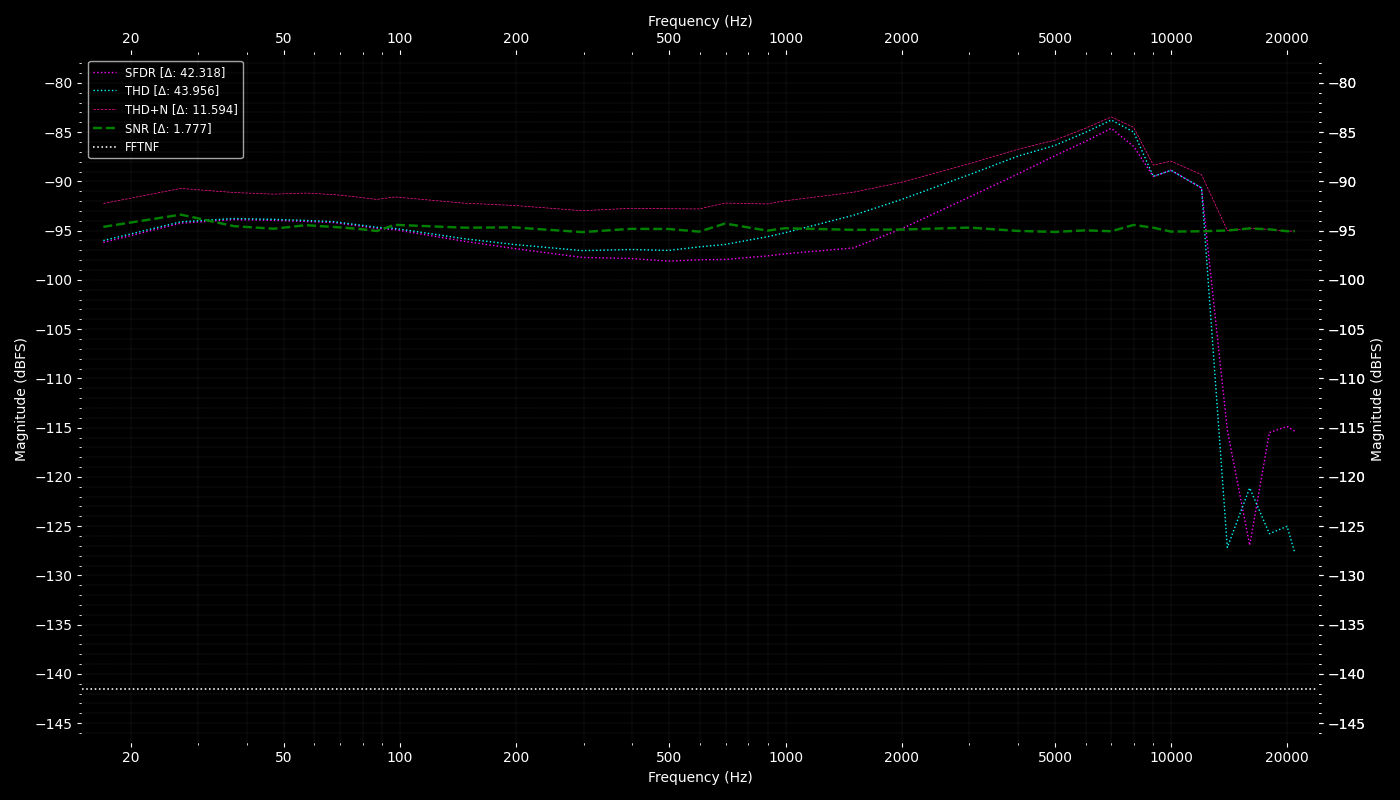 Frequency (Hz)
20 50 100 200 500 1000 2000 5000 10000 20000
SFDR [Δ: 42.318]
THD [Δ: 43.956]
THD+N [Δ: 11.594]
SNR [Δ: 1.777]
FFTNF
−80 −80
−85 −85
−90 −90
−95 −95
−100 −100
−105 −105
−110 −110
−115 −115
−120 −120
−125 −125
−130 −130
−135 −135
−140 −140
−145 −145
Magnitude (dBFS)
Magnitude (dBFS)
20 50 100 200 500 1000 2000 5000 10000 20000
Frequency (Hz)